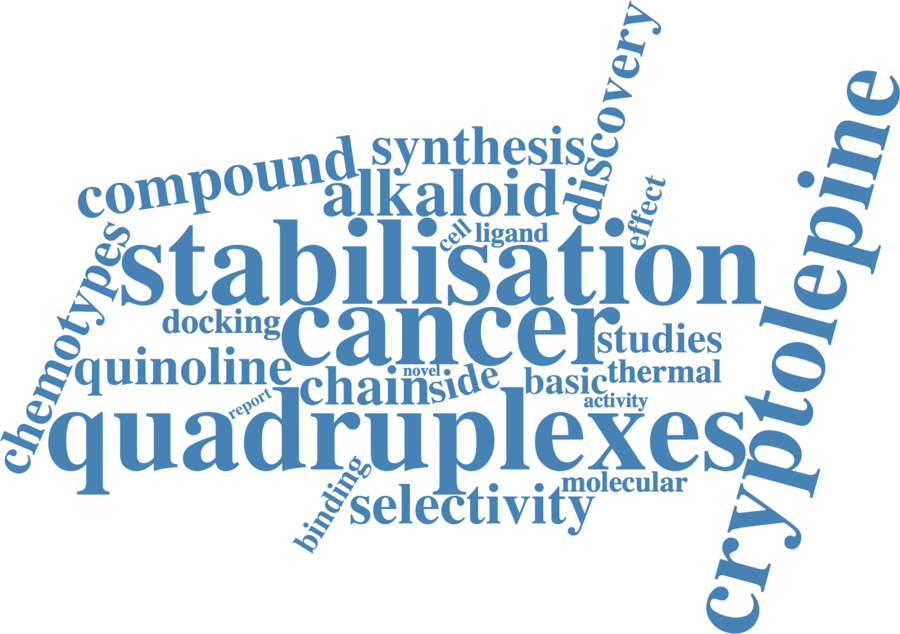 discovery
synthesis
compound
alkaloid
effect
cell
ligand
stabilisation
cryptolepine
chemotypes
docking
cancer
studies
quinoline
novel
chain
side
basic
thermal
report
activity
quadruplexes
binding
molecular
selectivity